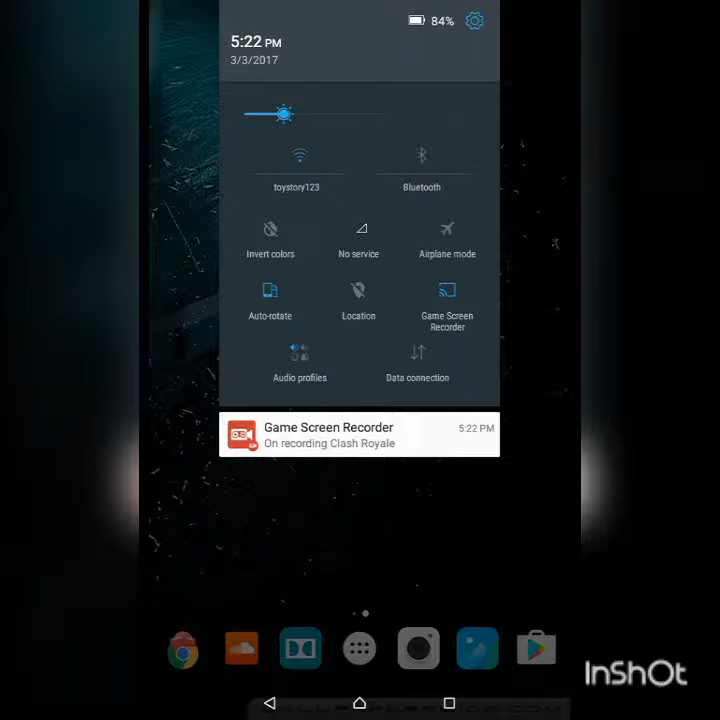 84%
5:22 PM
3/3/2017
toystory123
Bluetooth
Invert colors
No service
Airplane mode
Auto-rotate
Location
Game Screen
Recorder
Audio profiles
Data connection
Game Screen Recorder
5:22 PM
On recording Clash Royale
InShOt